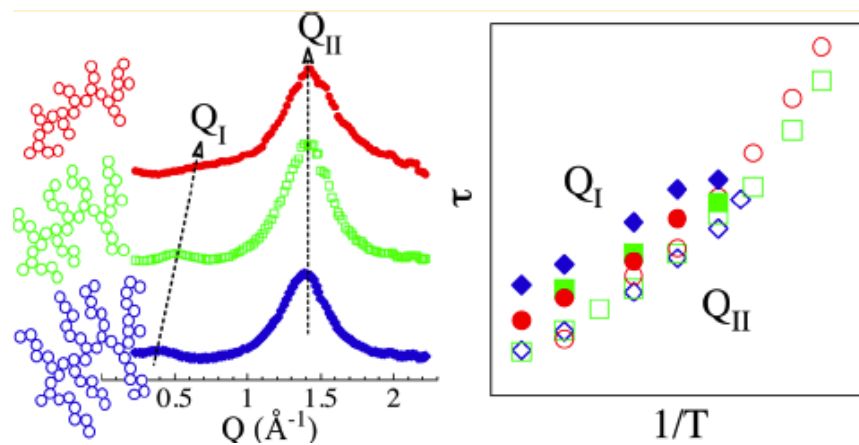 Q_II
Q_I
0.5 1 1.5 2
Q (Å⁻¹)
Q_I
τ
Q_II
1/T